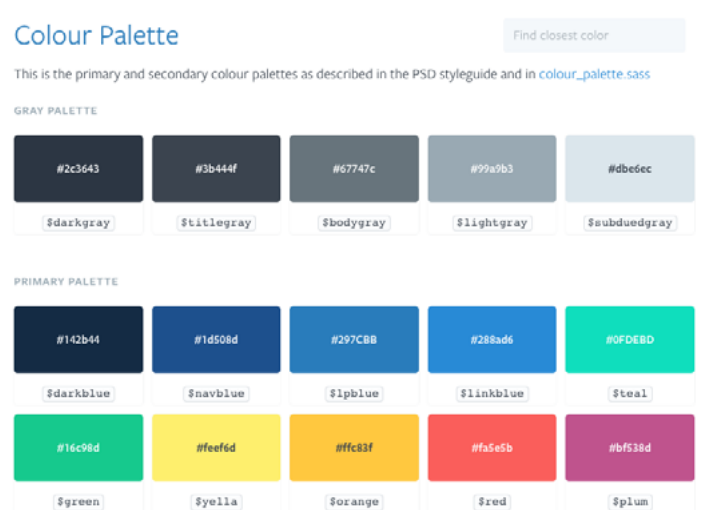 Colour Palette
Find closest color
This is the primary and secondary colour palettes as described in the PSD styleguide and in colour_palette.sass
GRAY PALETTE
#2c3643 #3b444f #67747c #99a9b3 #dbe6ec
$darkgray $titlegray $bodygray $lightgray $subduedgray
PRIMARY PALETTE
#142b44 #1d508d #297CBB #288ad6 #0FDEBD
$darkblue $navblue $lpblue $linkblue $teal
#16c98d #feef6d #ffc83f #fa5e5b #bf538d
$green $yella $orange $red $plum